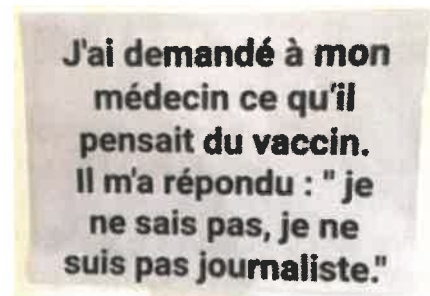 J'ai demandé à mon
médecin ce qu'il
pensait du vaccin.
Il m'a répondu : " je
ne sais pas, je ne
suis pas journaliste."